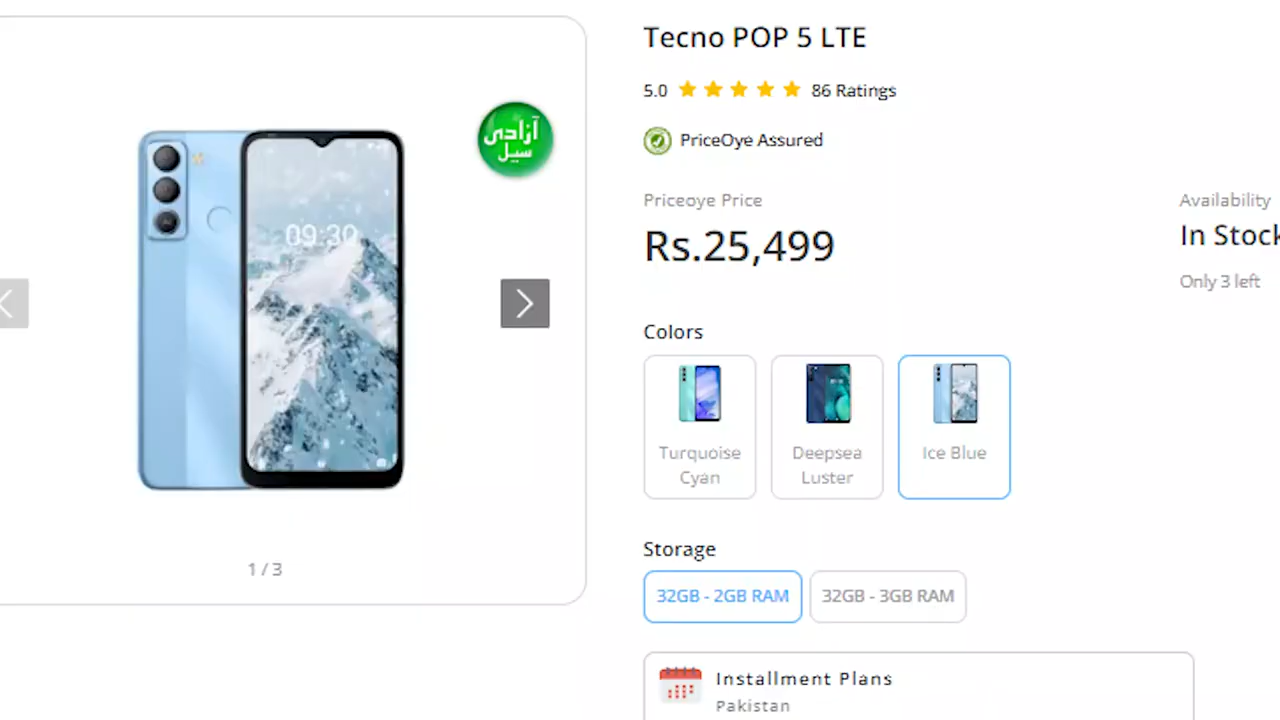 Tecno POP 5 LTE
5.0 86 Ratings
PriceOye Assured
آزادی
سیل
Priceoye Price
Rs.25,499
Availability
In Stock
Only 3 left
09:30
Colors
Turquoise
Cyan
Deepsea
Luster
Ice Blue
1 / 3
Storage
32GB - 2GB RAM
32GB - 3GB RAM
Installment Plans
Pakistan